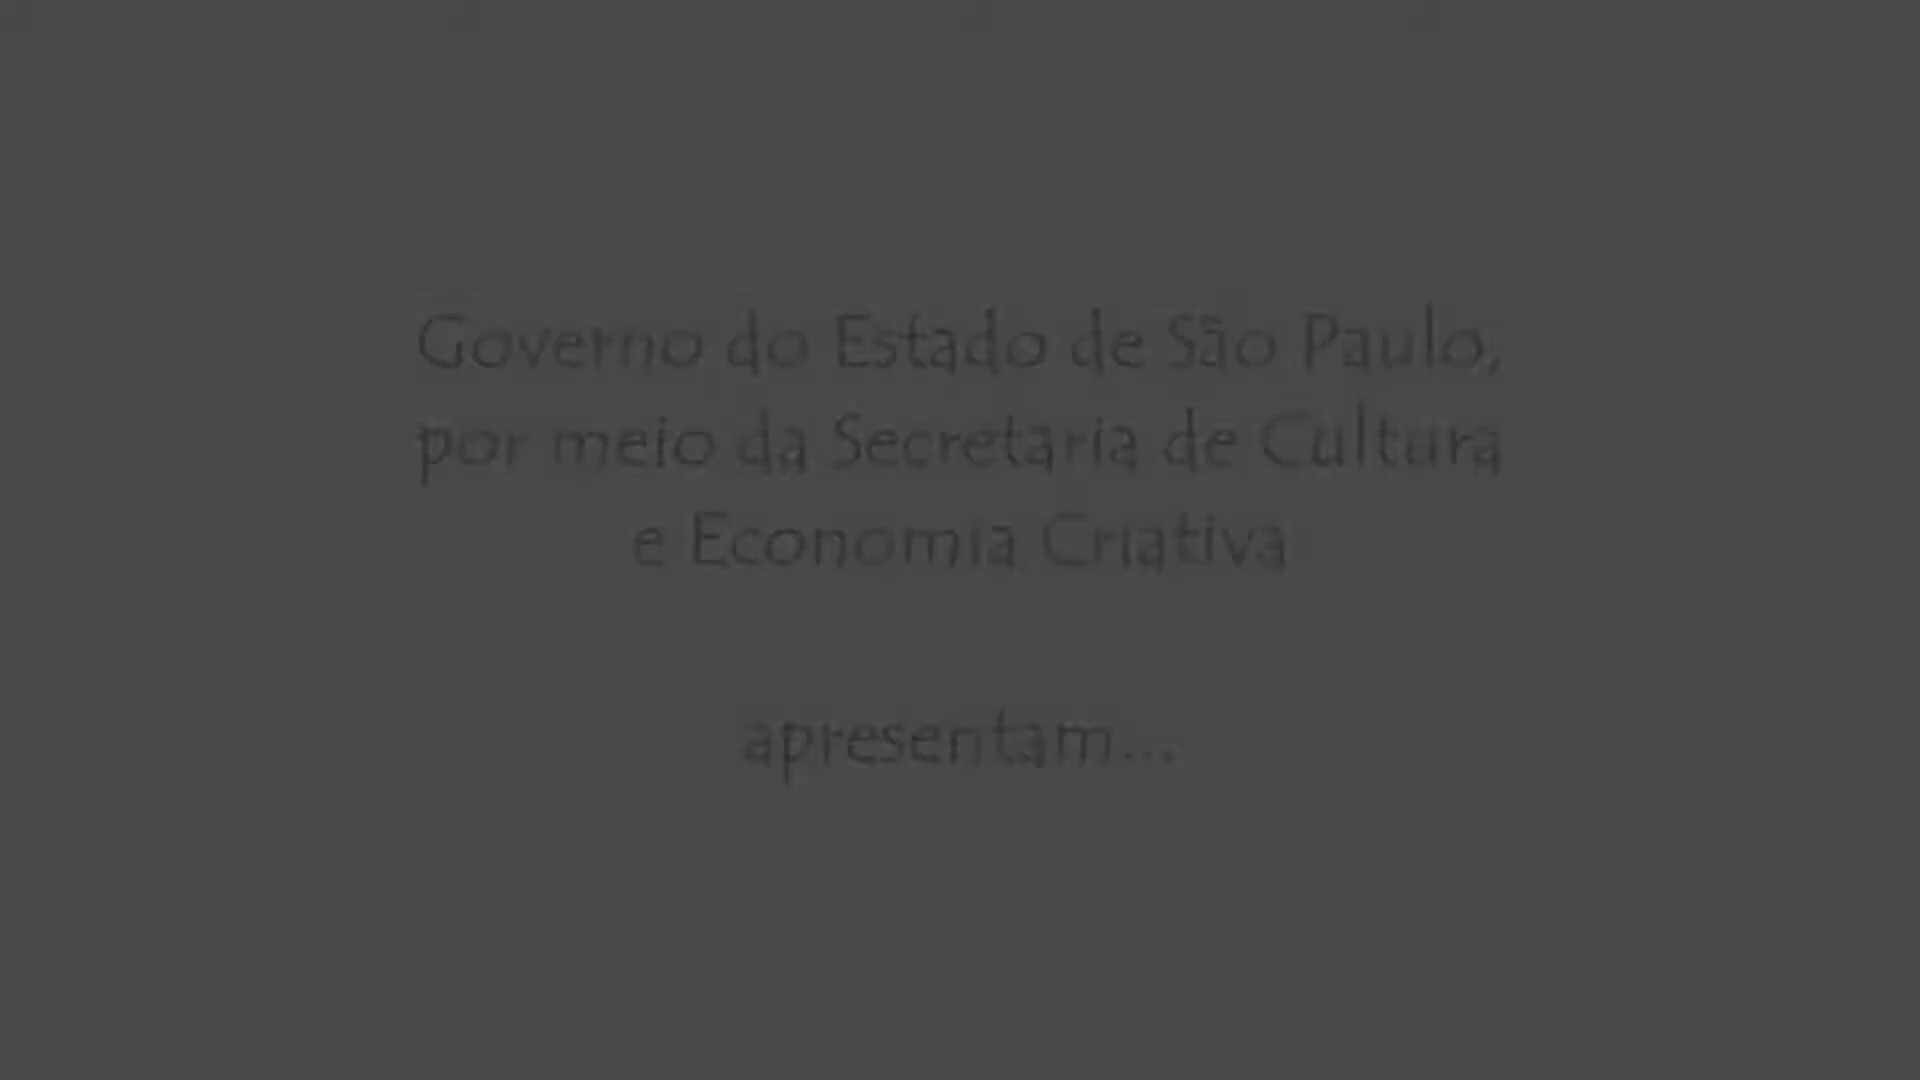 Governo do Estado de São Paulo,
por meio da Secretaria de Cultura
e Economia Criativa
apresentam...